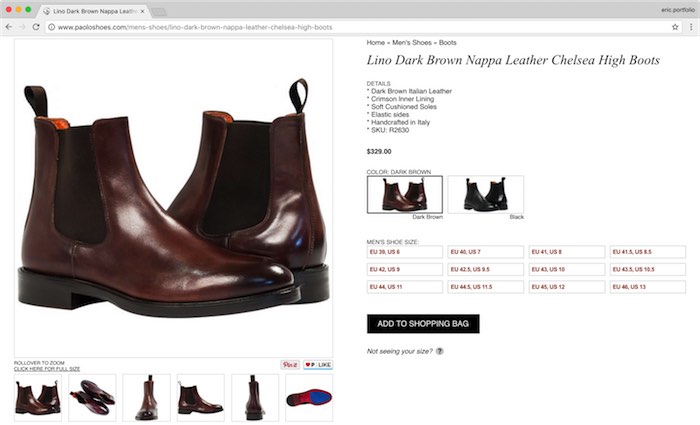 Lino Dark Brown Nappa Leath
eric.portfolio
www.paoloshoes.com/mens-shoes/lino-dark-brown-nappa-leather-chelsea-high-boots
Home » Men's Shoes » Boots
Lino Dark Brown Nappa Leather Chelsea High Boots
DETAILS
* Dark Brown Italian Leather
* Crimson Inner Lining
* Soft Cushioned Soles
* Elastic sides
* Handcrafted in Italy
* SKU: R2630
$329.00
COLOR: DARK BROWN
Dark Brown
Black
MEN'S SHOE SIZE:
EU 39, US 6
EU 40, US 7
EU 41, US 8
EU 41.5, US 8.5
EU 42, US 9
EU 42.5, US 9.5
EU 43, US 10
EU 43.5, US 10.5
EU 44, US 11
EU 44.5, US 11.5
EU 45, US 12
EU 46, US 13
ADD TO SHOPPING BAG
Not seeing your size? ?
ROLLOVER TO ZOOM
CLICK HERE FOR FULL SIZE
Pin it
P LIKE